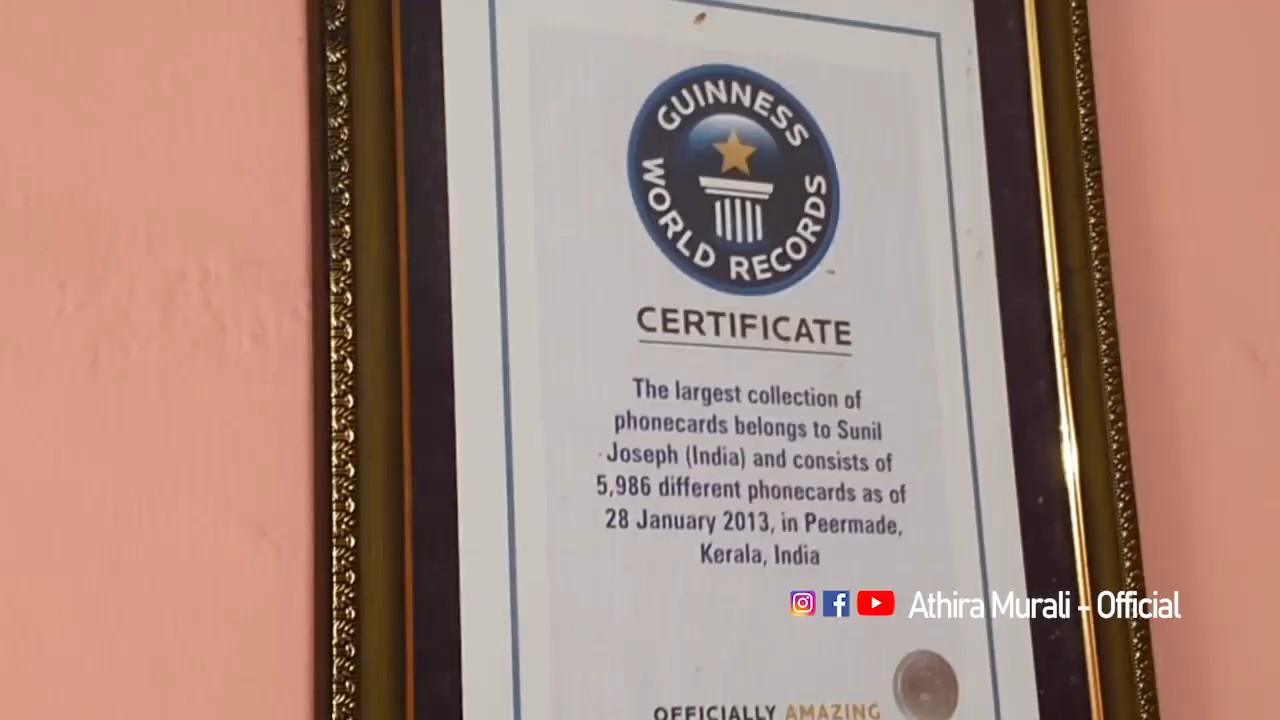 GUINNESS
WORLD RECORDS
CERTIFICATE
The largest collection of
phonecards belongs to Sunil
Joseph (India) and consists of
5,986 different phonecards as of
28 January 2013, in Peermade,
Kerala, India
Athira Murali - Official
OFFICIALLY AMAZING